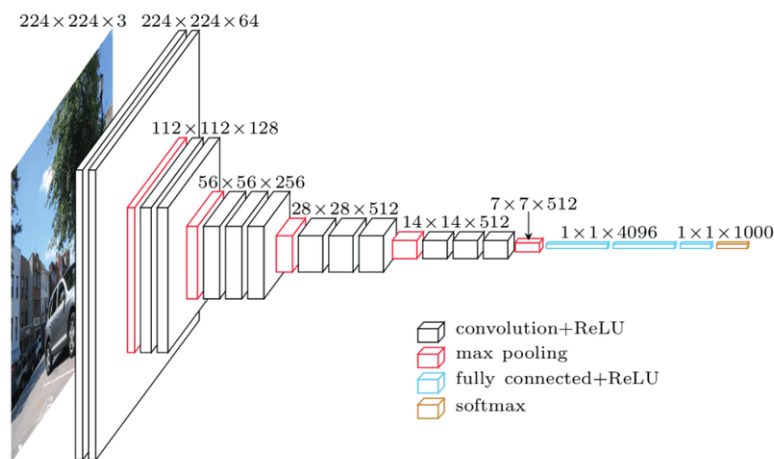 224×224×3
224×224×64
112×112×128
56×56×256
28×28×512
14×14×512
7×7×512
1×1×4096
1×1×1000
convolution+ReLU
max pooling
fully connected+ReLU
softmax